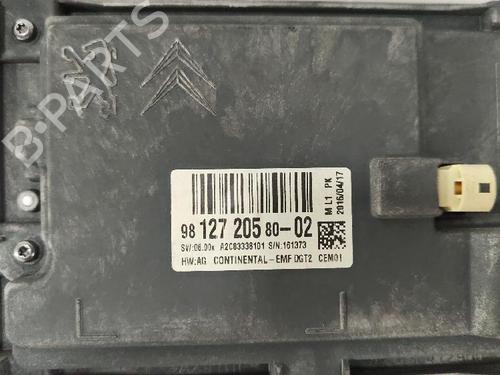 B-PARTS
M L1 PK
2016/04/17
98 127 205 80-02
SW:06.00x A2C83338101 S/N:161373
HW:AG CONTINENTAL-EMF DGT2 CEM01